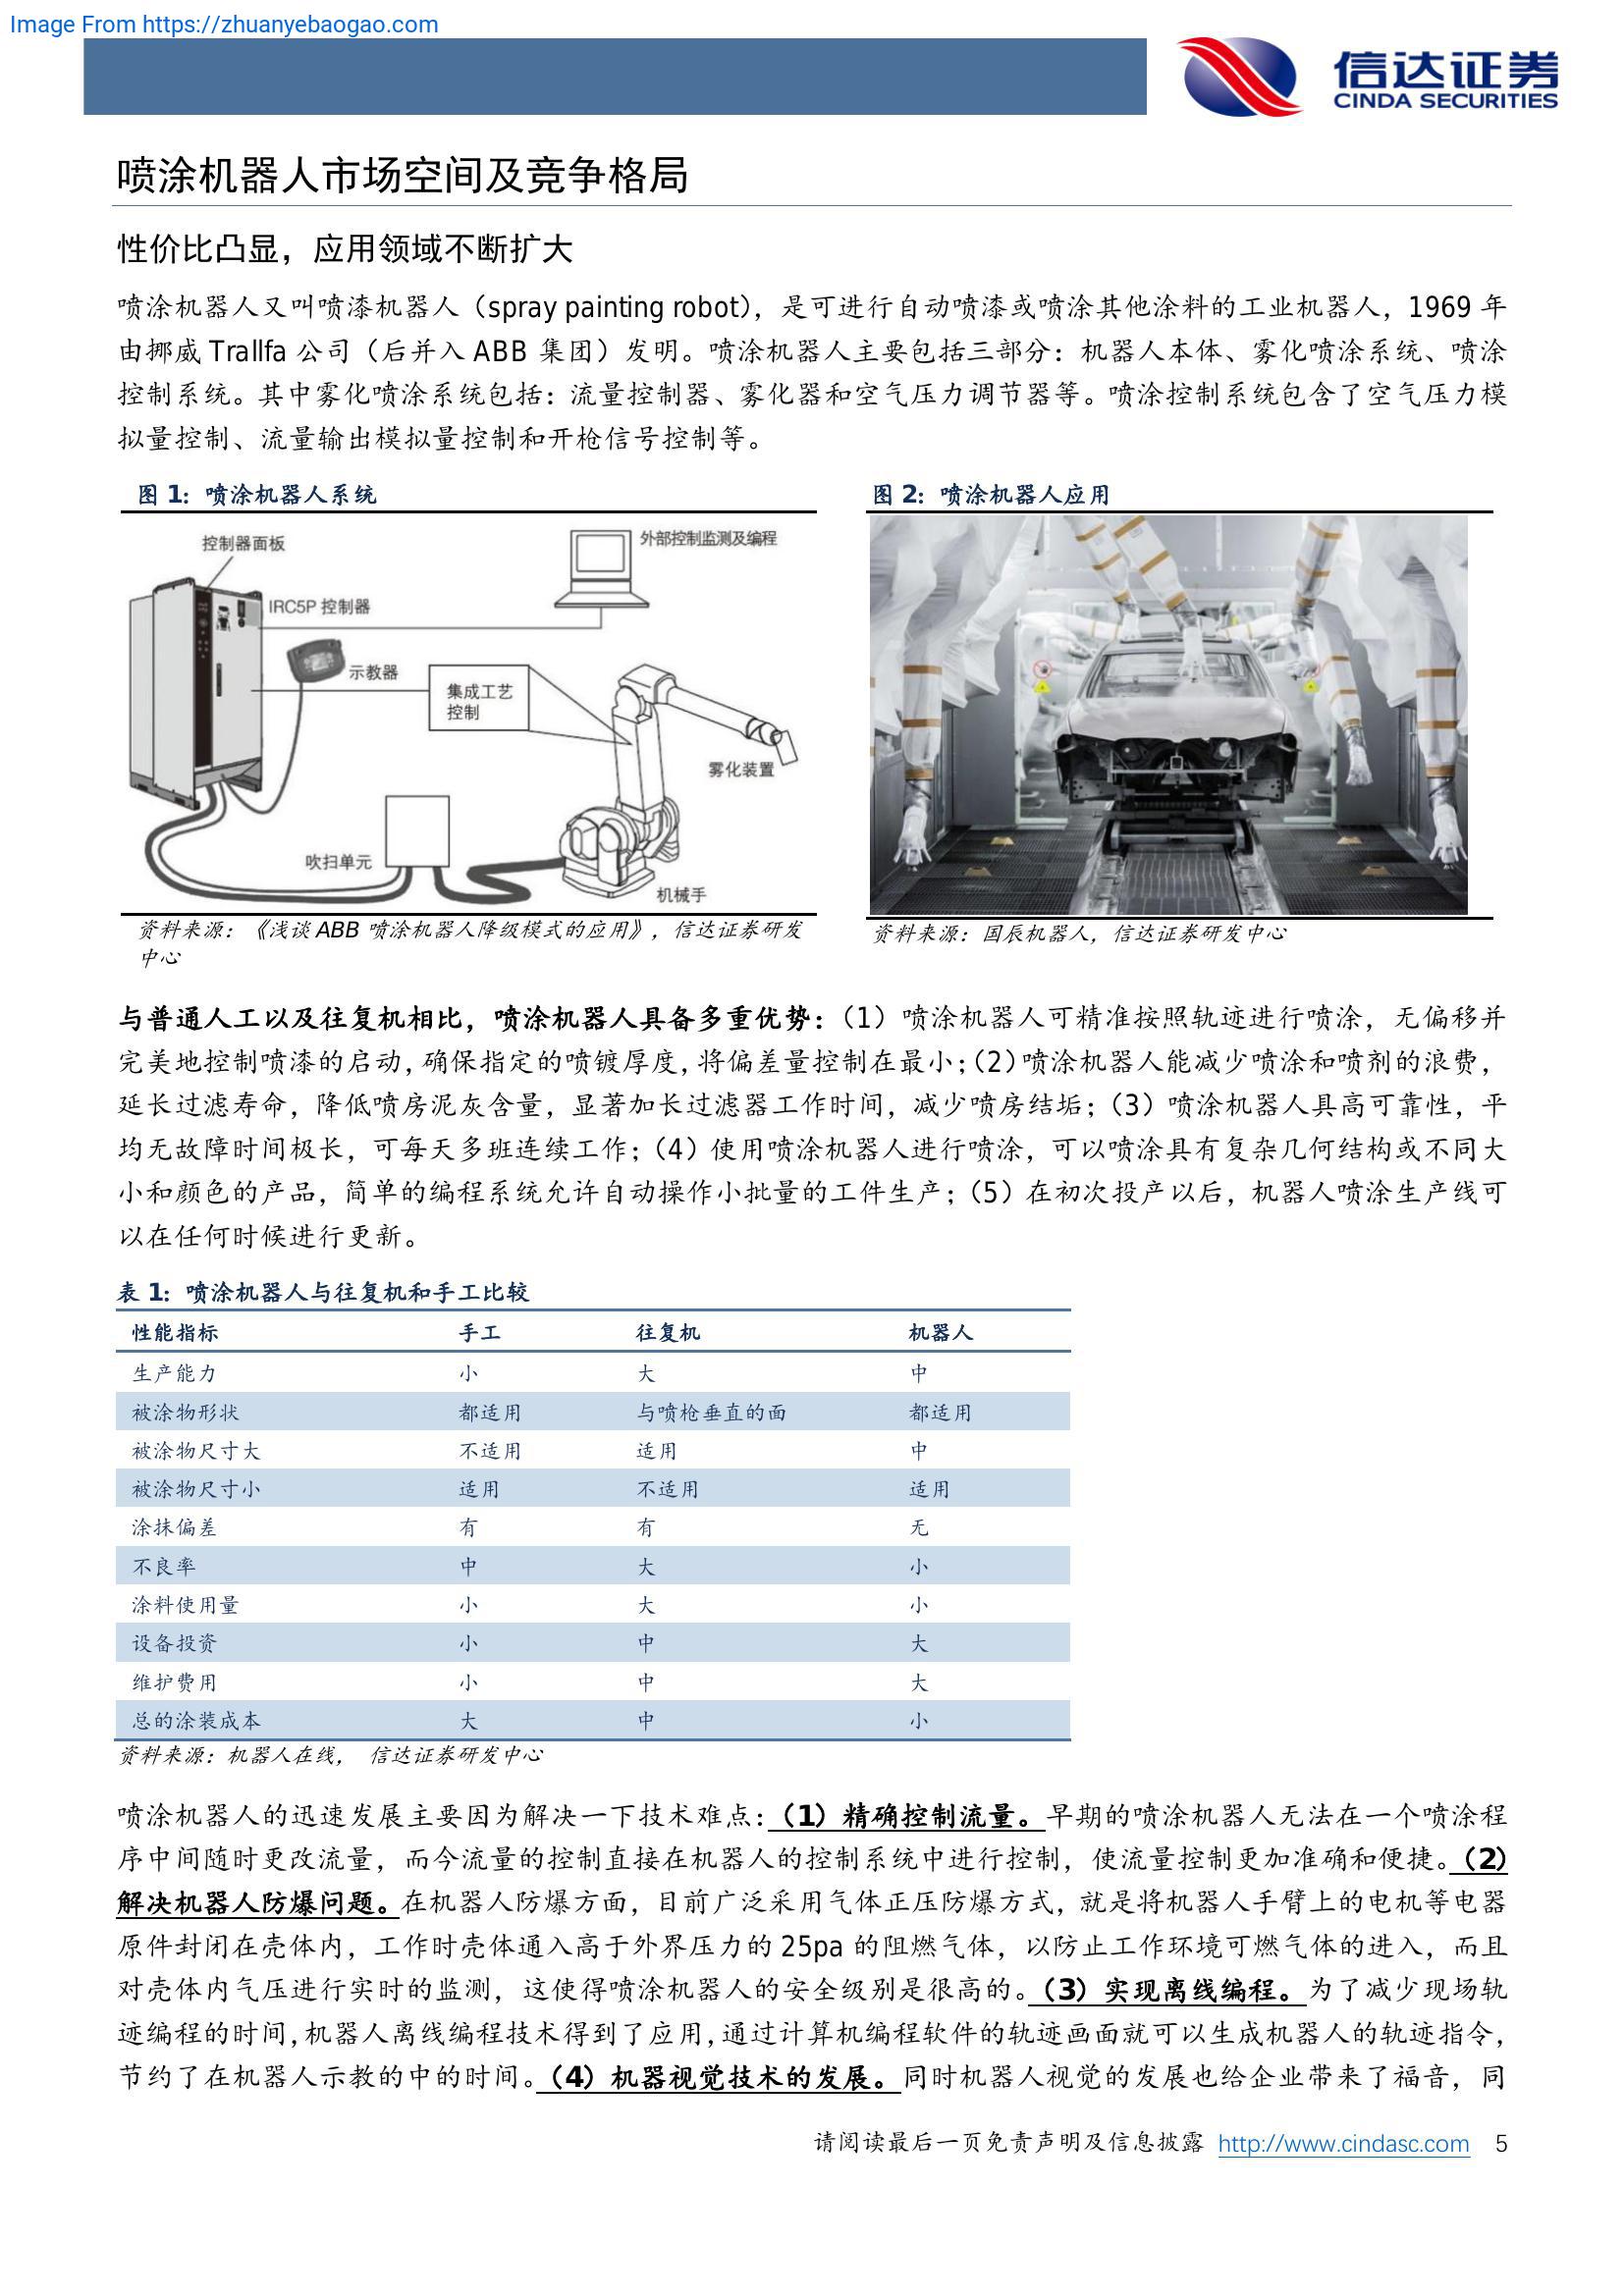 Image From https://zhuanyebaogao.com
信达证券
CINDA SECURITIES
喷涂机器人市场空间及竞争格局
性价比凸显，应用领域不断扩大
喷涂机器人又叫喷漆机器人（spray painting robot），是可进行自动喷漆或喷涂其他涂料的工业机器人，1969 年
由挪威 Trallfa 公司（后并入 ABB 集团）发明。喷涂机器人主要包括三部分：机器人本体、雾化喷涂系统、喷涂
控制系统。其中雾化喷涂系统包括：流量控制器、雾化器和空气压力调节器等。喷涂控制系统包含了空气压力模
拟量控制、流量输出模拟量控制和开枪信号控制等。
图 1：喷涂机器人系统
控制器面板
外部控制监测及编程
IRC5P 控制器
示教器
集成工艺
控制
雾化装置
吹扫单元
机械手
资料来源：《浅谈 ABB 喷涂机器人降级模式的应用》，信达证券研发
中心
图 2：喷涂机器人应用
资料来源：国辰机器人，信达证券研发中心
与普通人工以及往复机相比，喷涂机器人具备多重优势：（1）喷涂机器人可精准按照轨迹进行喷涂，无偏移并
完美地控制喷漆的启动，确保指定的喷镀厚度，将偏差量控制在最小；（2）喷涂机器人能减少喷涂和喷剂的浪费，
延长过滤寿命，降低喷房泥灰含量，显著加长过滤器工作时间，减少喷房结垢；（3）喷涂机器人具高可靠性，平
均无故障时间极长，可每天多班连续工作；（4）使用喷涂机器人进行喷涂，可以喷涂具有复杂几何结构或不同大
小和颜色的产品，简单的编程系统允许自动操作小批量的工件生产；（5）在初次投产以后，机器人喷涂生产线可
以在任何时候进行更新。
表 1：喷涂机器人与往复机和手工比较
性能指标 手工 往复机 机器人
生产能力 小 大 中
被涂物形状 都适用 与喷枪垂直的面 都适用
被涂物尺寸大 不适用 适用 中
被涂物尺寸小 适用 不适用 适用
涂抹偏差 有 有 无
不良率 中 大 小
涂料使用量 小 大 小
设备投资 小 中 大
维护费用 小 中 大
总的涂装成本 大 中 小
资料来源：机器人在线， 信达证券研发中心
喷涂机器人的迅速发展主要因为解决一下技术难点：（1）精确控制流量。早期的喷涂机器人无法在一个喷涂程
序中间随时更改流量，而今流量的控制直接在机器人的控制系统中进行控制，使流量控制更加准确和便捷。（2）
解决机器人防爆问题。在机器人防爆方面，目前广泛采用气体正压防爆方式，就是将机器人手臂上的电机等电器
原件封闭在壳体内，工作时壳体通入高于外界压力的 25pa 的阻燃气体，以防止工作环境可燃气体的进入，而且
对壳体内气压进行实时的监测，这使得喷涂机器人的安全级别是很高的。（3）实现离线编程。为了减少现场轨
迹编程的时间，机器人离线编程技术得到了应用，通过计算机编程软件的轨迹画面就可以生成机器人的轨迹指令，
节约了在机器人示教的中的时间。（4）机器视觉技术的发展。同时机器人视觉的发展也给企业带来了福音，同
请阅读最后一页免责声明及信息披露 http://www.cindasc.com 5